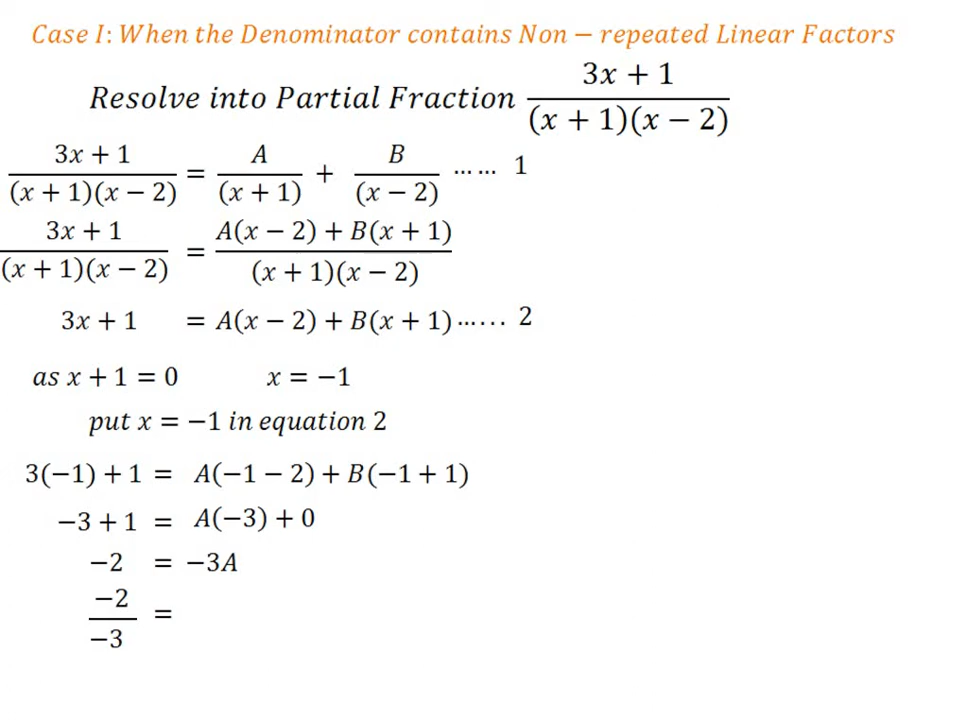 Case I: When the Denominator contains Non − repeated Linear Factors
Resolve into Partial Fraction (3x + 1)/((x + 1)(x − 2))
(3x + 1)/((x + 1)(x − 2)) = A/(x + 1) + B/(x − 2) ...... 1
(3x + 1)/((x + 1)(x − 2)) = (A(x − 2) + B(x + 1))/((x + 1)(x − 2))
3x + 1 = A(x − 2) + B(x + 1) ...... 2
as x + 1 = 0 x = −1
put x = −1 in equation 2
3(−1) + 1 = A(−1 − 2) + B(−1 + 1)
−3 + 1 = A(−3) + 0
−2 = −3A
−2/−3 =